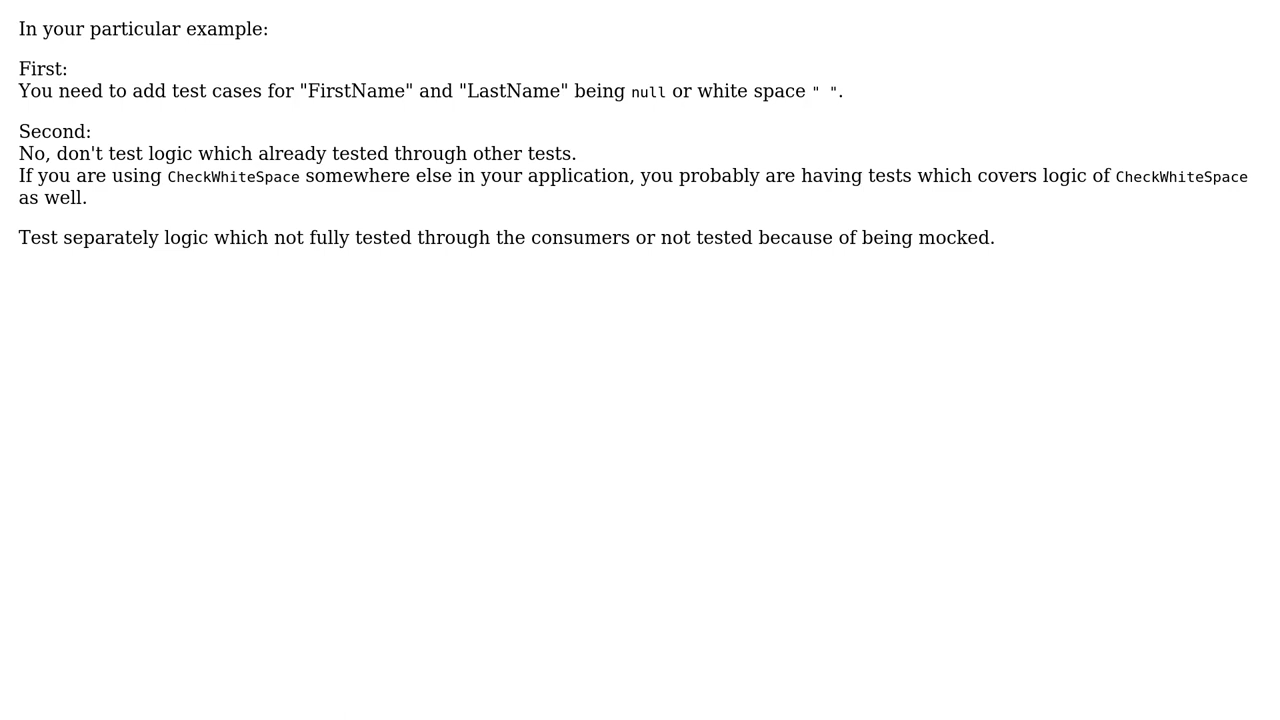 In your particular example:
First:
You need to add test cases for "FirstName" and "LastName" being null or white space " ".
Second:
No, don't test logic which already tested through other tests.
If you are using CheckWhiteSpace somewhere else in your application, you probably are having tests which covers logic of CheckWhiteSpace
as well.
Test separately logic which not fully tested through the consumers or not tested because of being mocked.